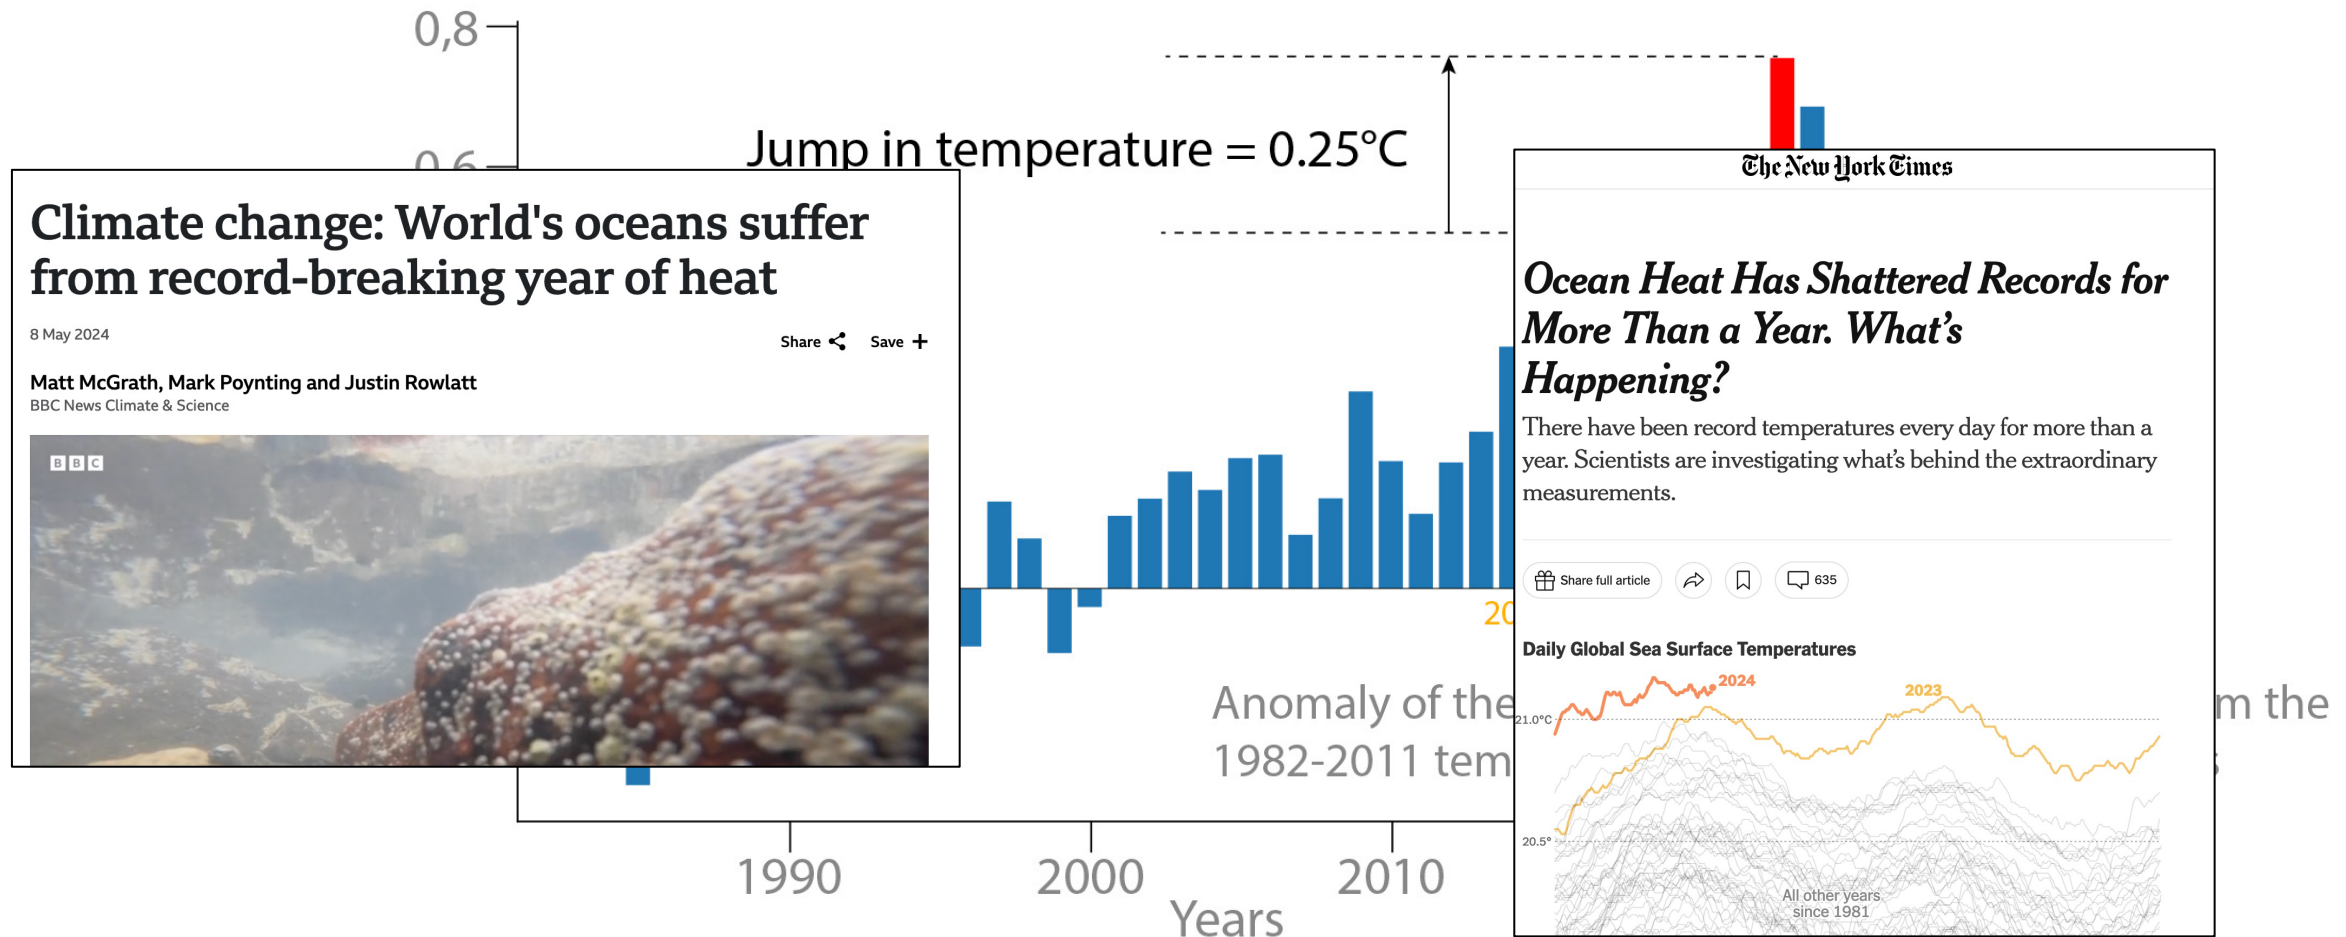 0,8
Jump in temperature = 0.25°C
0,6
Climate change: World's oceans suffer
from record-breaking year of heat
8 May 2024
Share
Save
Matt McGrath, Mark Poynting and Justin Rowlatt
BBC News Climate & Science
BBC
The New York Times
Ocean Heat Has Shattered Records for
More Than a Year. What’s
Happening?
There have been record temperatures every day for more than a
year. Scientists are investigating what’s behind the extraordinary
measurements.
Share full article
635
Daily Global Sea Surface Temperatures
2024
2023
21.0°C
20.5°
All other years
since 1981
20
Anomaly of the
m the
1982-2011 tem
s
1990
2000
2010
Years